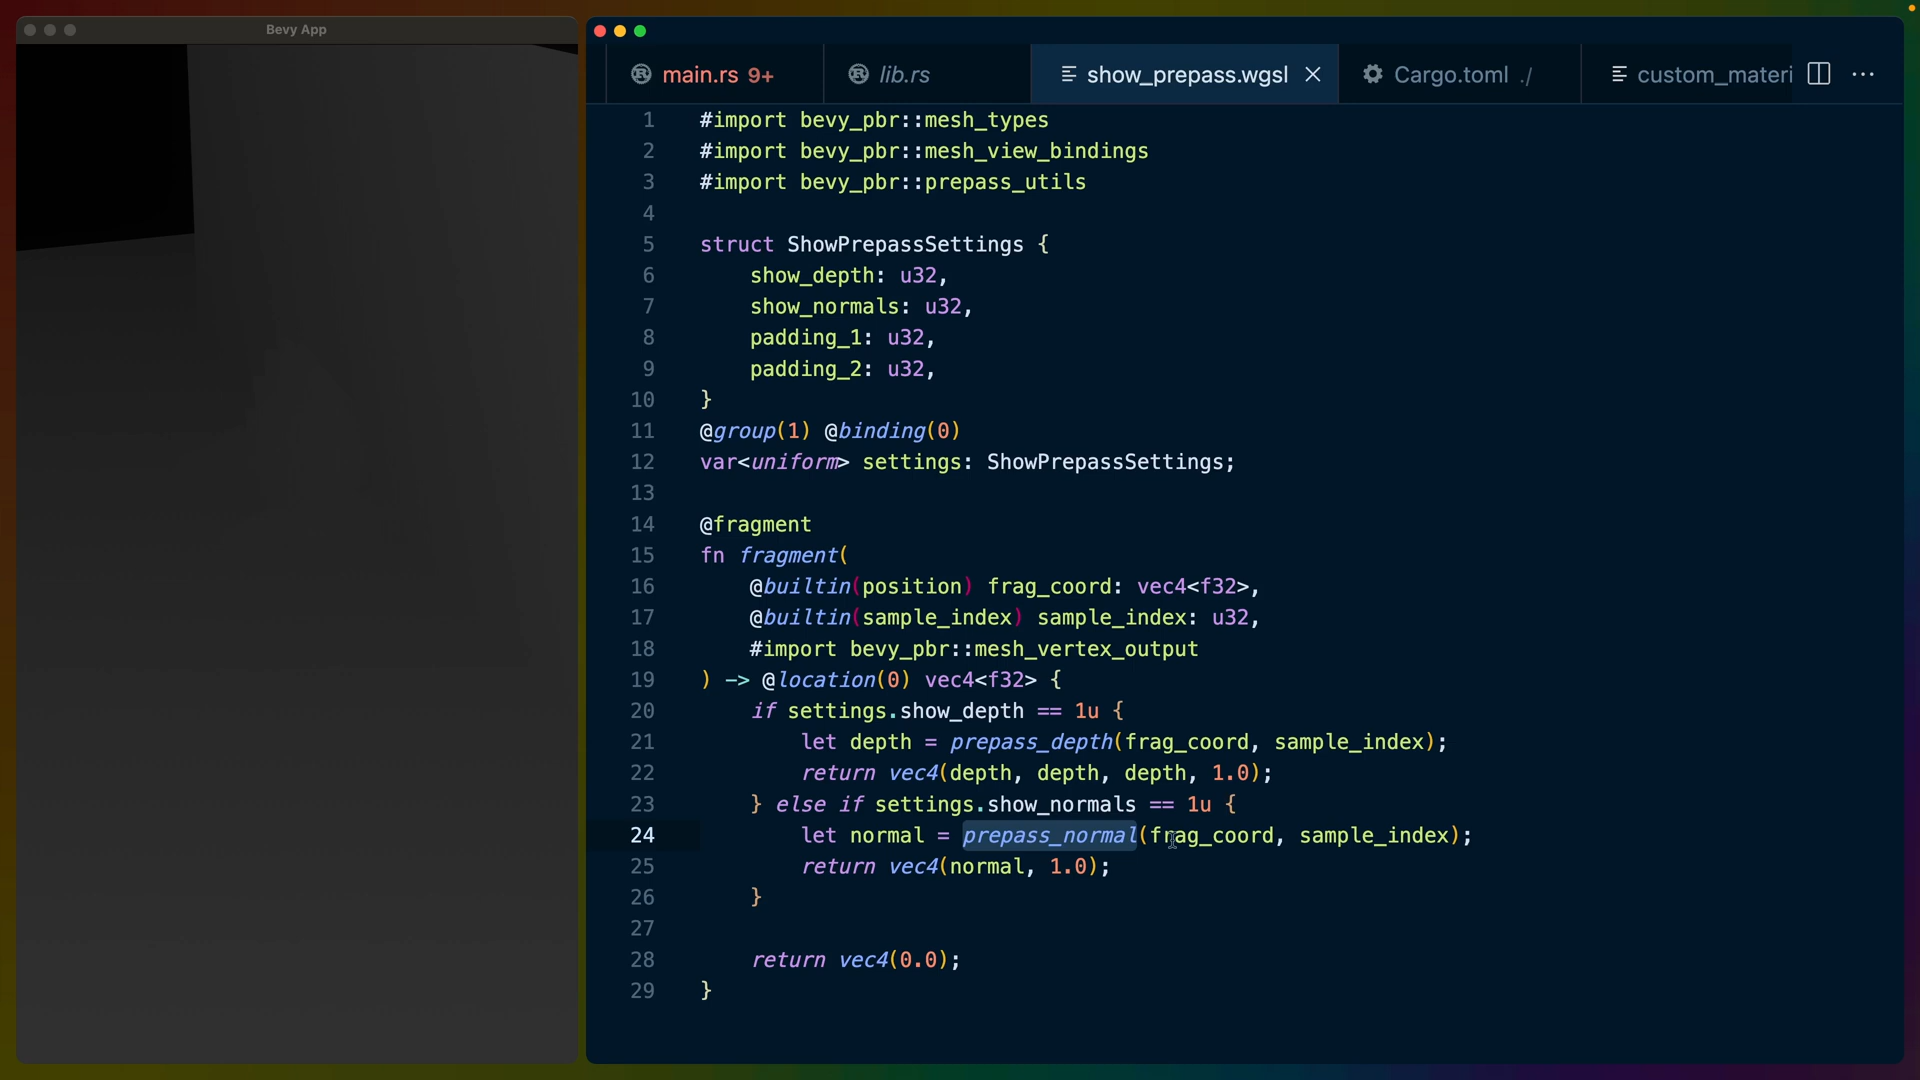 Bevy App
main.rs 9+
lib.rs
show_prepass.wgsl
Cargo.toml ./
custom_materi
1 #import bevy_pbr::mesh_types
2 #import bevy_pbr::mesh_view_bindings
3 #import bevy_pbr::prepass_utils
4
5 struct ShowPrepassSettings {
6 show_depth: u32,
7 show_normals: u32,
8 padding_1: u32,
9 padding_2: u32,
10 }
11 @group(1) @binding(0)
12 var<uniform> settings: ShowPrepassSettings;
13
14 @fragment
15 fn fragment(
16 @builtin(position) frag_coord: vec4<f32>,
17 @builtin(sample_index) sample_index: u32,
18 #import bevy_pbr::mesh_vertex_output
19 ) -> @location(0) vec4<f32> {
20 if settings.show_depth == 1u {
21 let depth = prepass_depth(frag_coord, sample_index);
22 return vec4(depth, depth, depth, 1.0);
23 } else if settings.show_normals == 1u {
24 let normal = prepass_normal(frag_coord, sample_index);
25 return vec4(normal, 1.0);
26 }
27
28 return vec4(0.0);
29 }